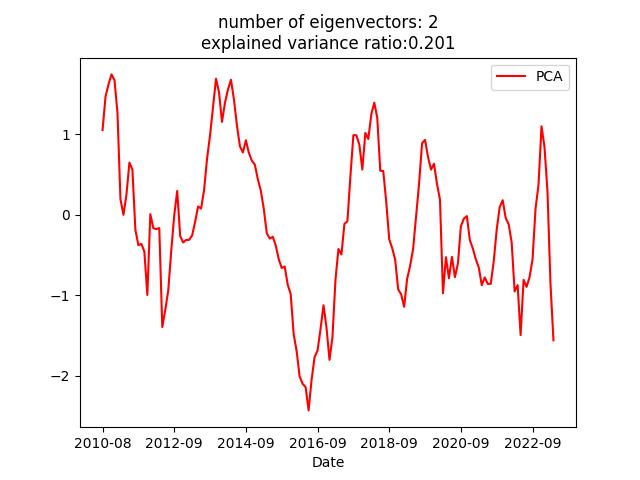 number of eigenvectors: 2
explained variance ratio:0.201
PCA
1
0
−1
−2
2010-08 2012-09 2014-09 2016-09 2018-09 2020-09 2022-09
Date